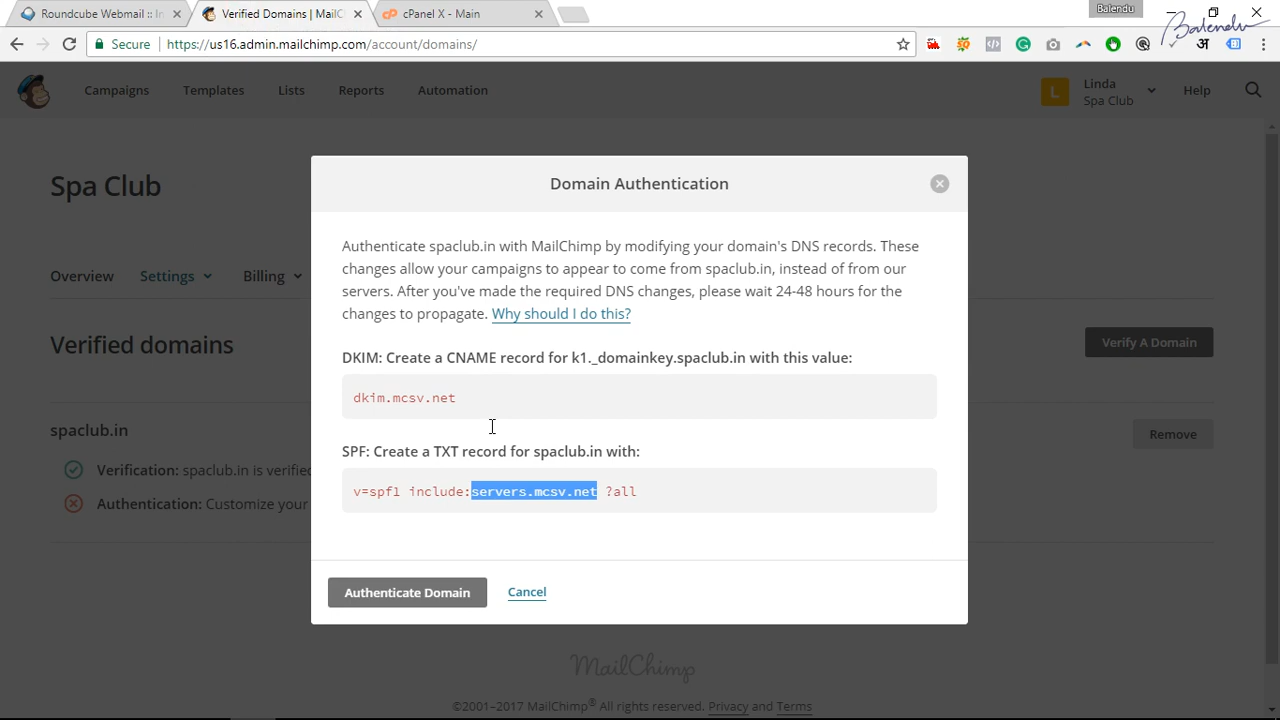 Roundcube Webmail :: In
Verified Domains | MailC
cPanel X - Main
Balendu
Balendu
Secure
https://us16.admin.mailchimp.com/account/domains/
Campaigns
Templates
Lists
Reports
Automation
L
Linda
Spa Club
Help
Spa Club
Domain Authentication
Authenticate spaclub.in with MailChimp by modifying your domain's DNS records. These
changes allow your campaigns to appear to come from spaclub.in, instead of from our
servers. After you've made the required DNS changes, please wait 24-48 hours for the
changes to propagate. Why should I do this?
Overview
Settings
Billing
Verified domains
Verify A Domain
DKIM: Create a CNAME record for k1._domainkey.spaclub.in with this value:
dkim.mcsv.net
spaclub.in
Remove
SPF: Create a TXT record for spaclub.in with:
Verification: spaclub.in is verified
v=spf1 include:servers.mcsv.net ?all
Authentication: Customize your
Authenticate Domain
Cancel
MailChimp
©2001–2017 MailChimp® All rights reserved. Privacy and Terms